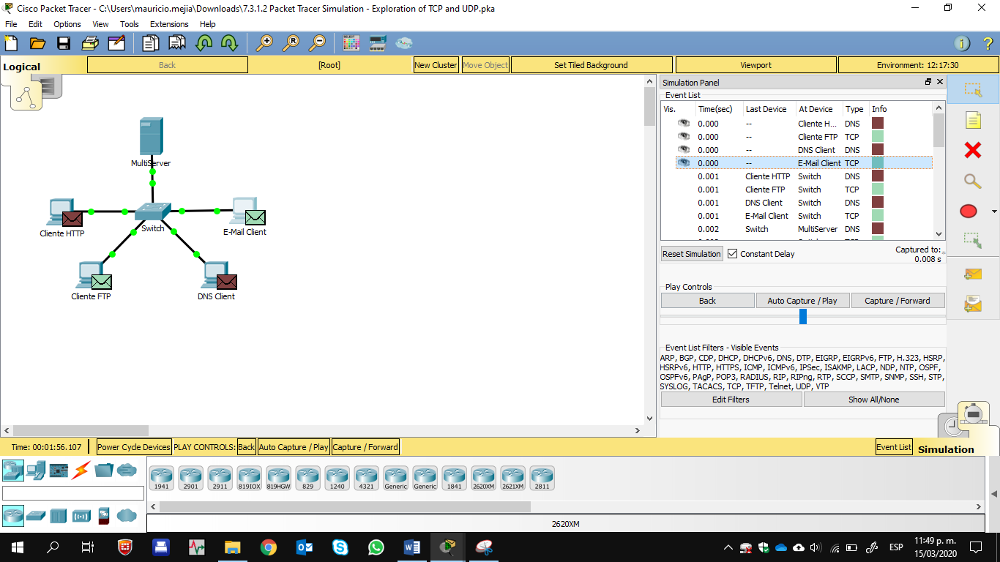 Cisco Packet Tracer - C:\Users\mauricio.mejia\Downloads\7.3.1.2 Packet Tracer Simulation - Exploration of TCP and UDP.pka
File Edit Options View Tools Extensions Help
Logical Back [Root] New Cluster Move Object Set Tiled Background Viewport Environment: 12:17:30
MultiServer
Cliente HTTP
Switch
E-Mail Client
Cliente FTP
DNS Client
Simulation Panel
Event List
Vis. Time(sec) Last Device At Device Type Info
0.000 -- Cliente H... DNS
0.000 -- Cliente FTP TCP
0.000 -- DNS Client DNS
0.000 -- E-Mail Client TCP
0.001 Cliente HTTP Switch DNS
0.001 Cliente FTP Switch TCP
0.001 DNS Client Switch DNS
0.001 E-Mail Client Switch TCP
0.002 Switch MultiServer DNS
Reset Simulation Constant Delay Captured to: *
0.008 s
Play Controls
Back Auto Capture / Play Capture / Forward
Event List Filters - Visible Events
ARP, BGP, CDP, DHCP, DHCPv6, DNS, DTP, EIGRP, EIGRPv6, FTP, H.323, HSRP,
HSRPv6, HTTP, HTTPS, ICMP, ICMPv6, IPSec, ISAKMP, LACP, NDP, NTP, OSPF,
OSPFv6, PAgP, POP3, RADIUS, RIP, RIPng, RTP, SCCP, SMTP, SNMP, SSH, STP,
SYSLOG, TACACS, TCP, TFTP, Telnet, UDP, VTP
Edit Filters Show All/None
Time: 00:01:56.107 Power Cycle Devices PLAY CONTROLS: Back Auto Capture / Play Capture / Forward Event List Simulation
1941 2901 2911 819IOX 819HGW 829 1240 4321 Generic Generic 1841 2620XM 2621XM 2811
2620XM
ESP 11:49 p. m.
15/03/2020